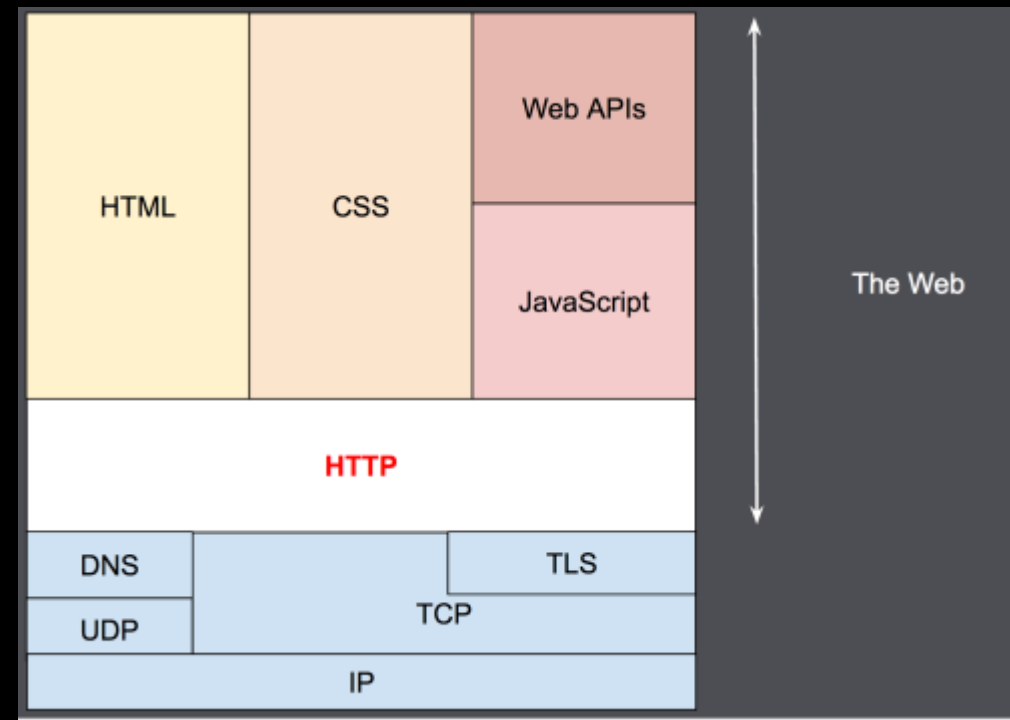 Web APIs
HTML
CSS
The Web
JavaScript
HTTP
DNS
TLS
TCP
UDP
IP